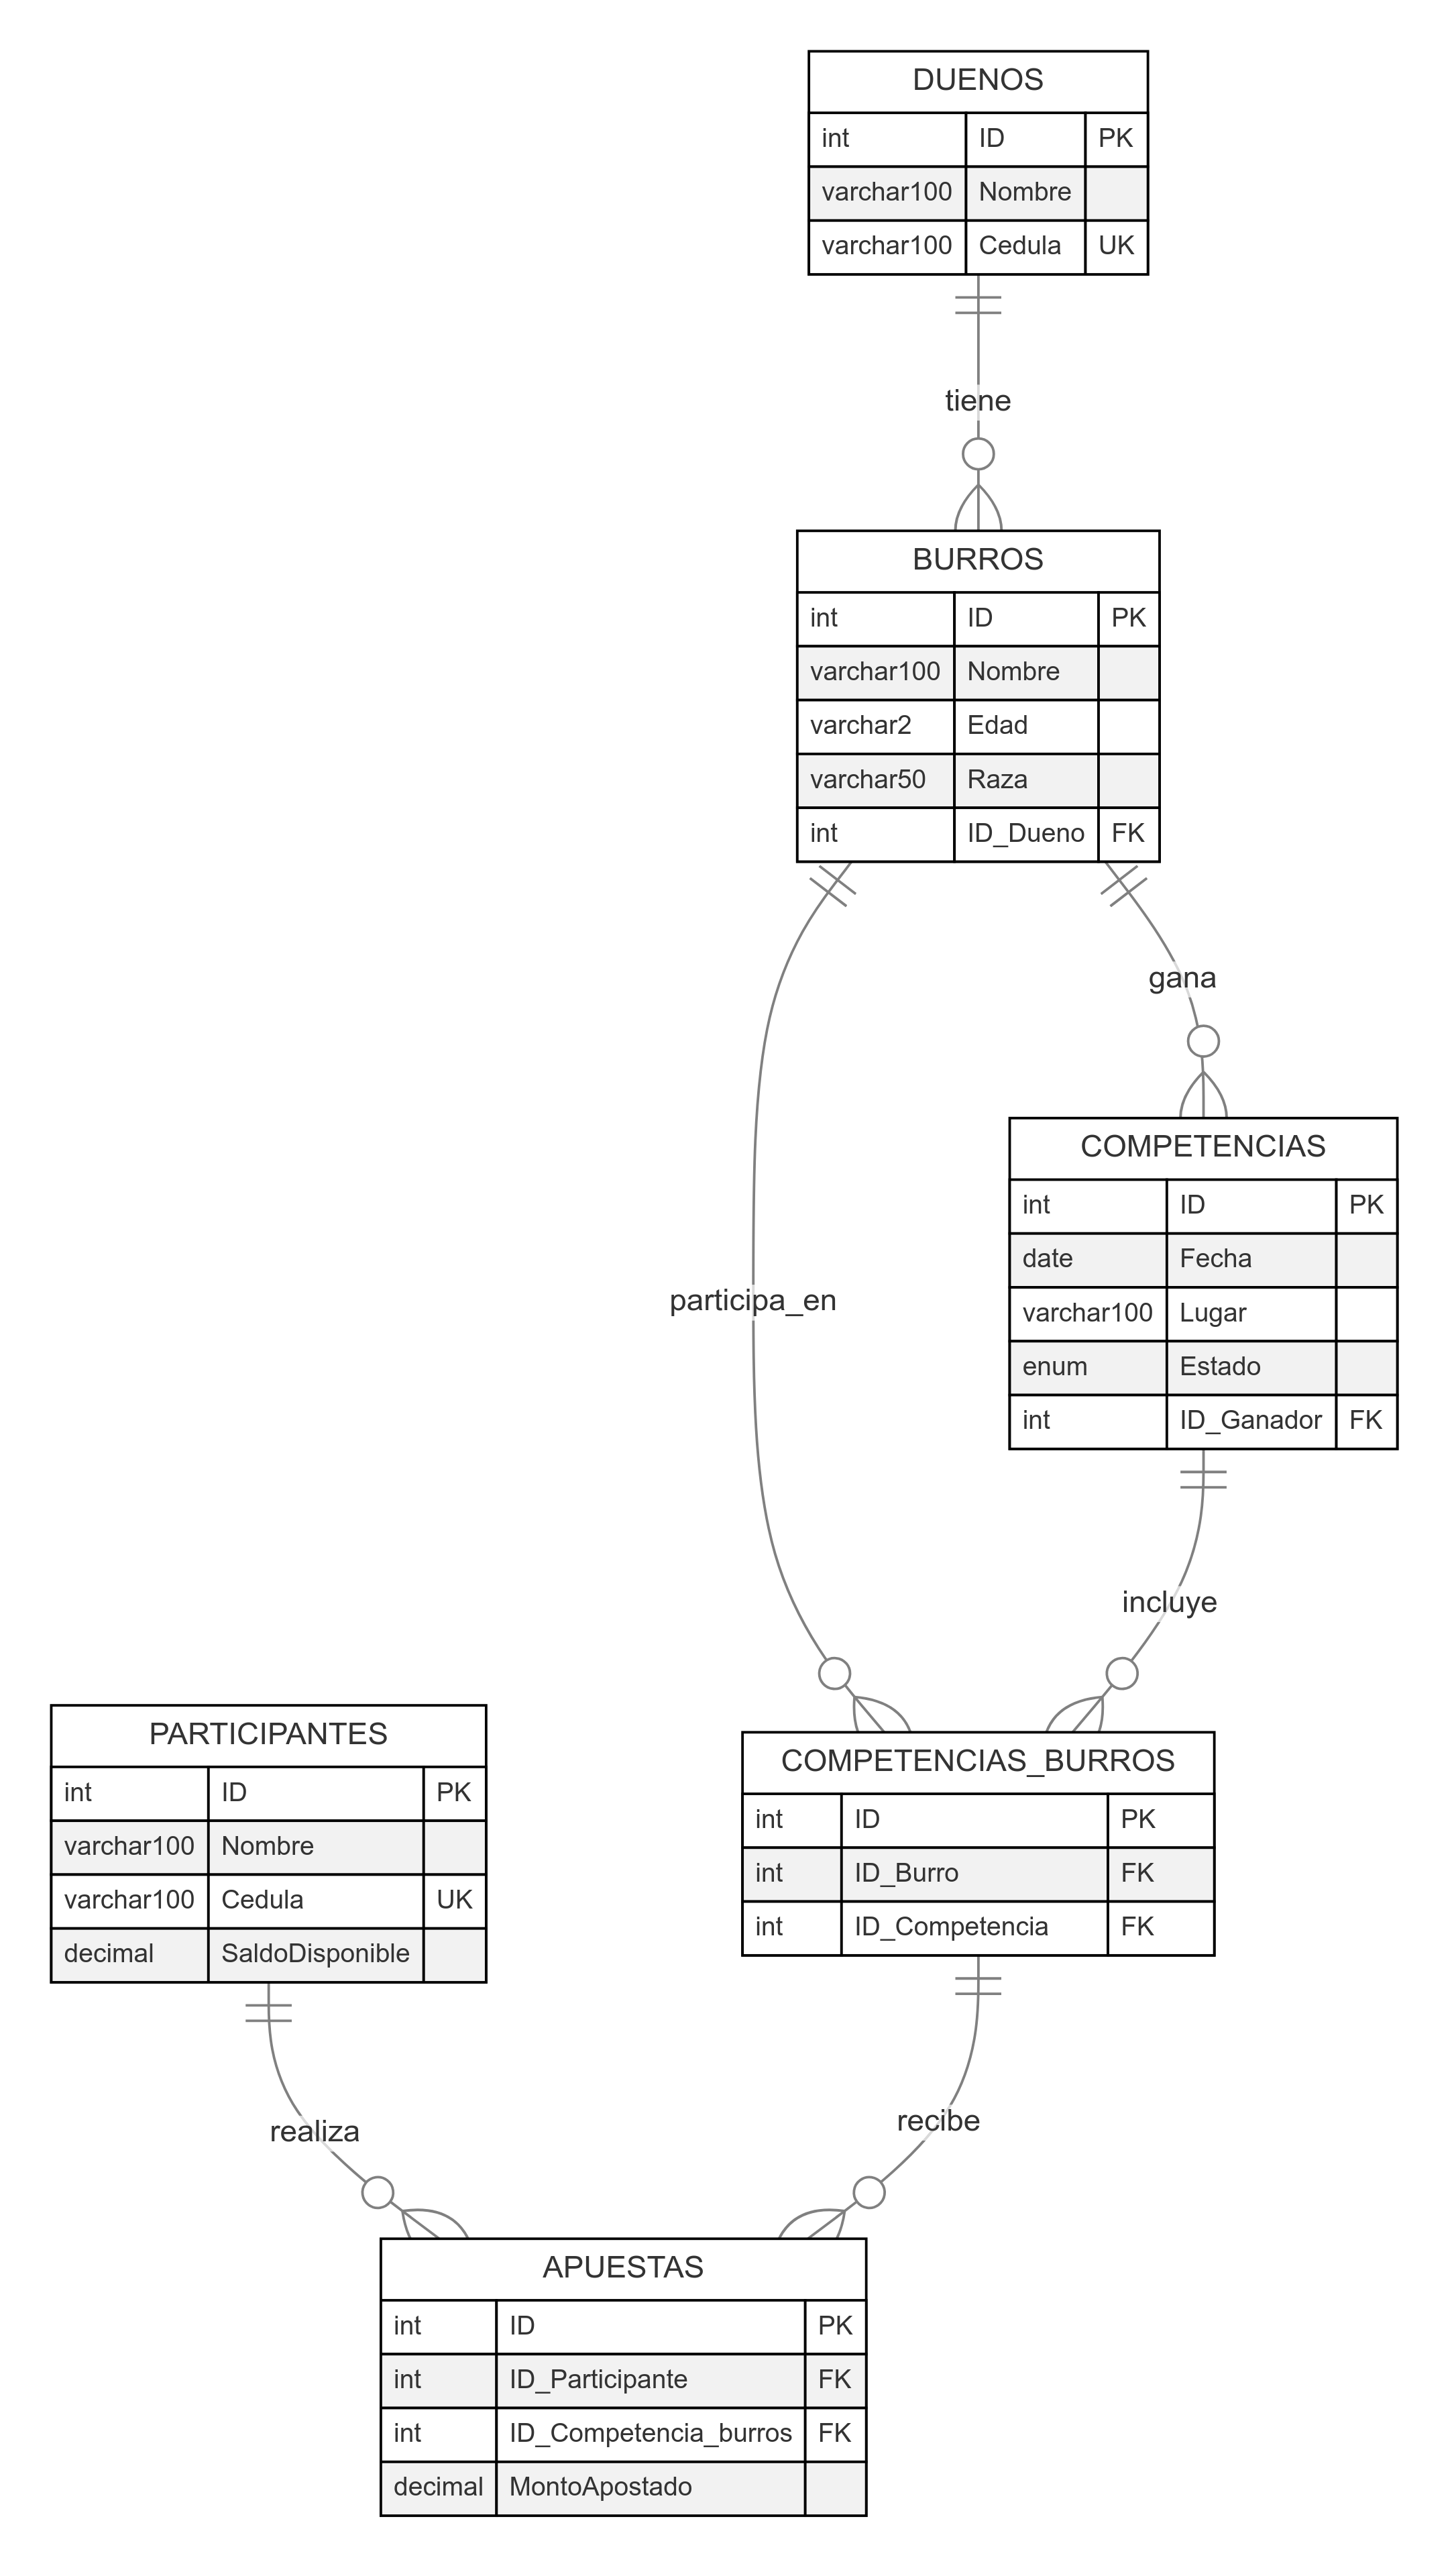 DUENOS
int ID PK
varchar100 Nombre
varchar100 Cedula UK
tiene
BURROS
int ID PK
varchar100 Nombre
varchar2 Edad
varchar50 Raza
int ID_Dueno FK
gana
COMPETENCIAS
int ID PK
date Fecha
varchar100 Lugar
enum Estado
int ID_Ganador FK
participa_en
incluye
PARTICIPANTES
int ID PK
varchar100 Nombre
varchar100 Cedula UK
decimal SaldoDisponible
COMPETENCIAS_BURROS
int ID PK
int ID_Burro FK
int ID_Competencia FK
realiza
recibe
APUESTAS
int ID PK
int ID_Participante FK
int ID_Competencia_burros FK
decimal MontoApostado